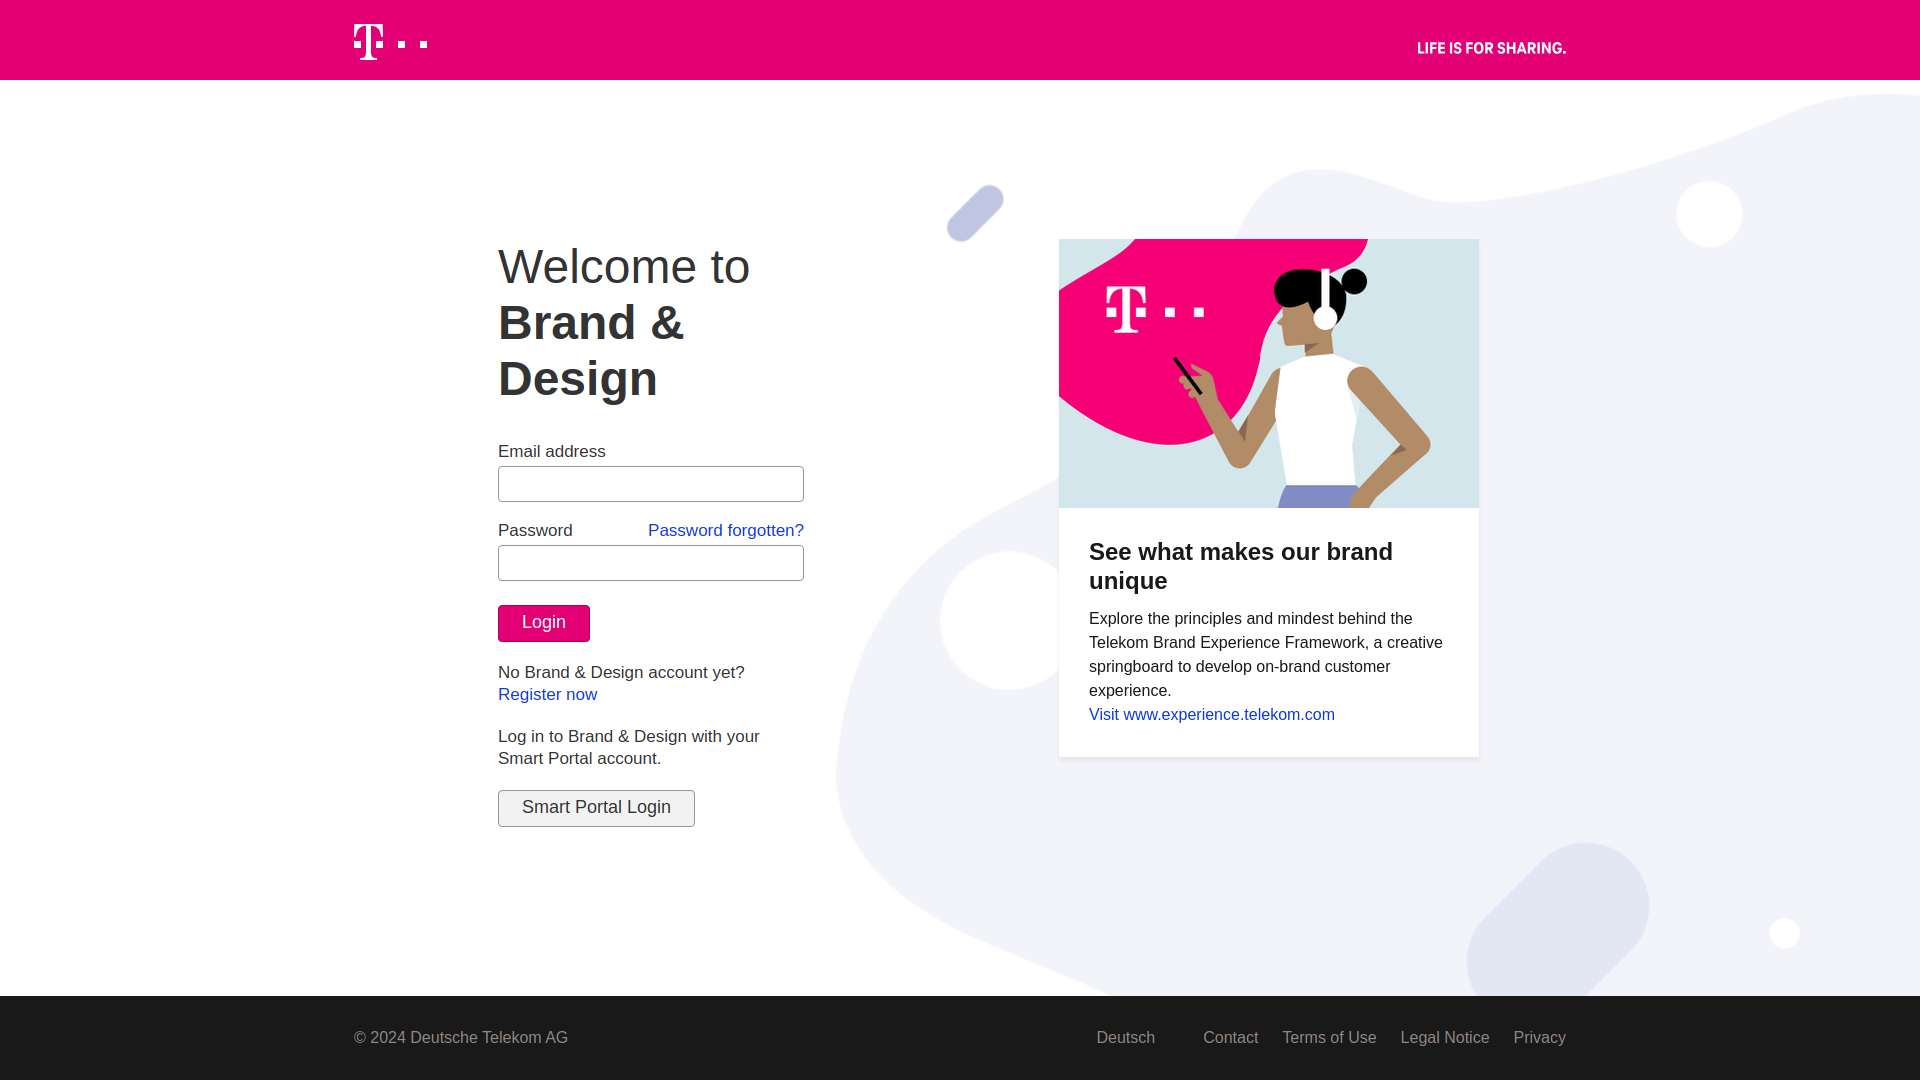 T
LIFE IS FOR SHARING.
Welcome to
Brand &
Design
Email address
Password
Password forgotten?
Login
No Brand & Design account yet?
Register now
Log in to Brand & Design with your
Smart Portal account.
Smart Portal Login
T
See what makes our brand
unique
Explore the principles and mindest behind the
Telekom Brand Experience Framework, a creative
springboard to develop on-brand customer
experience.
Visit www.experience.telekom.com
© 2024 Deutsche Telekom AG
Deutsch
Contact
Terms of Use
Legal Notice
Privacy